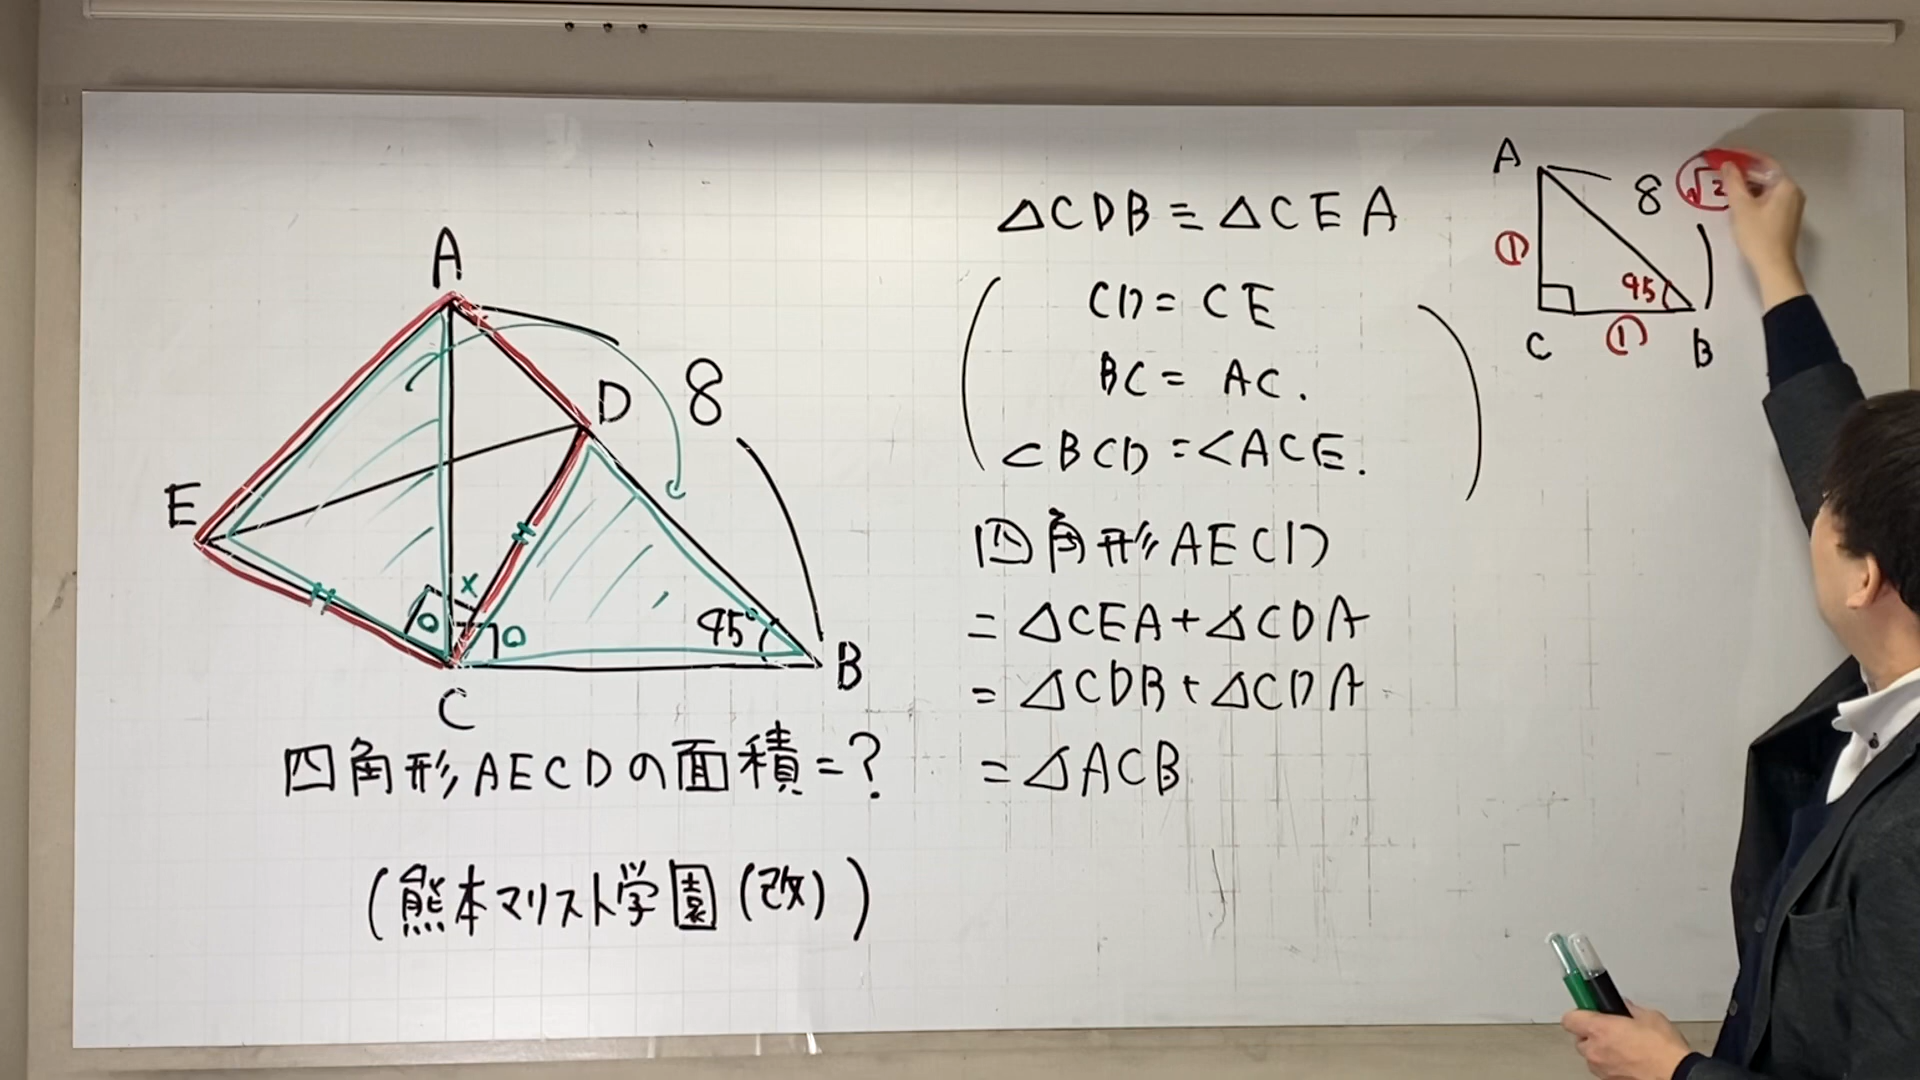 A
8
D
E
×
○
○
45°
B
C
四角形AECDの面積=?
(熊本マリスト学園(改))
△CDB≡△CEA
CD=CE
BC=AC.
∠BCD=∠ACE.
四角形AECD
=△CEA+△CDA
=△CDB+△CDA
=△ACB
A
8
√2
①
45
C
①
B